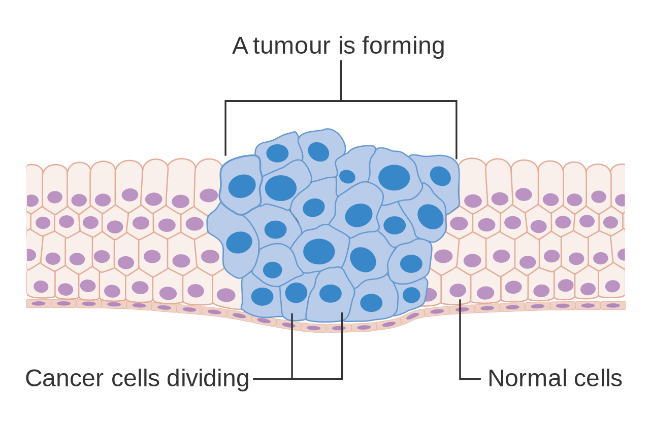 A tumour is forming
Cancer cells dividing
Normal cells